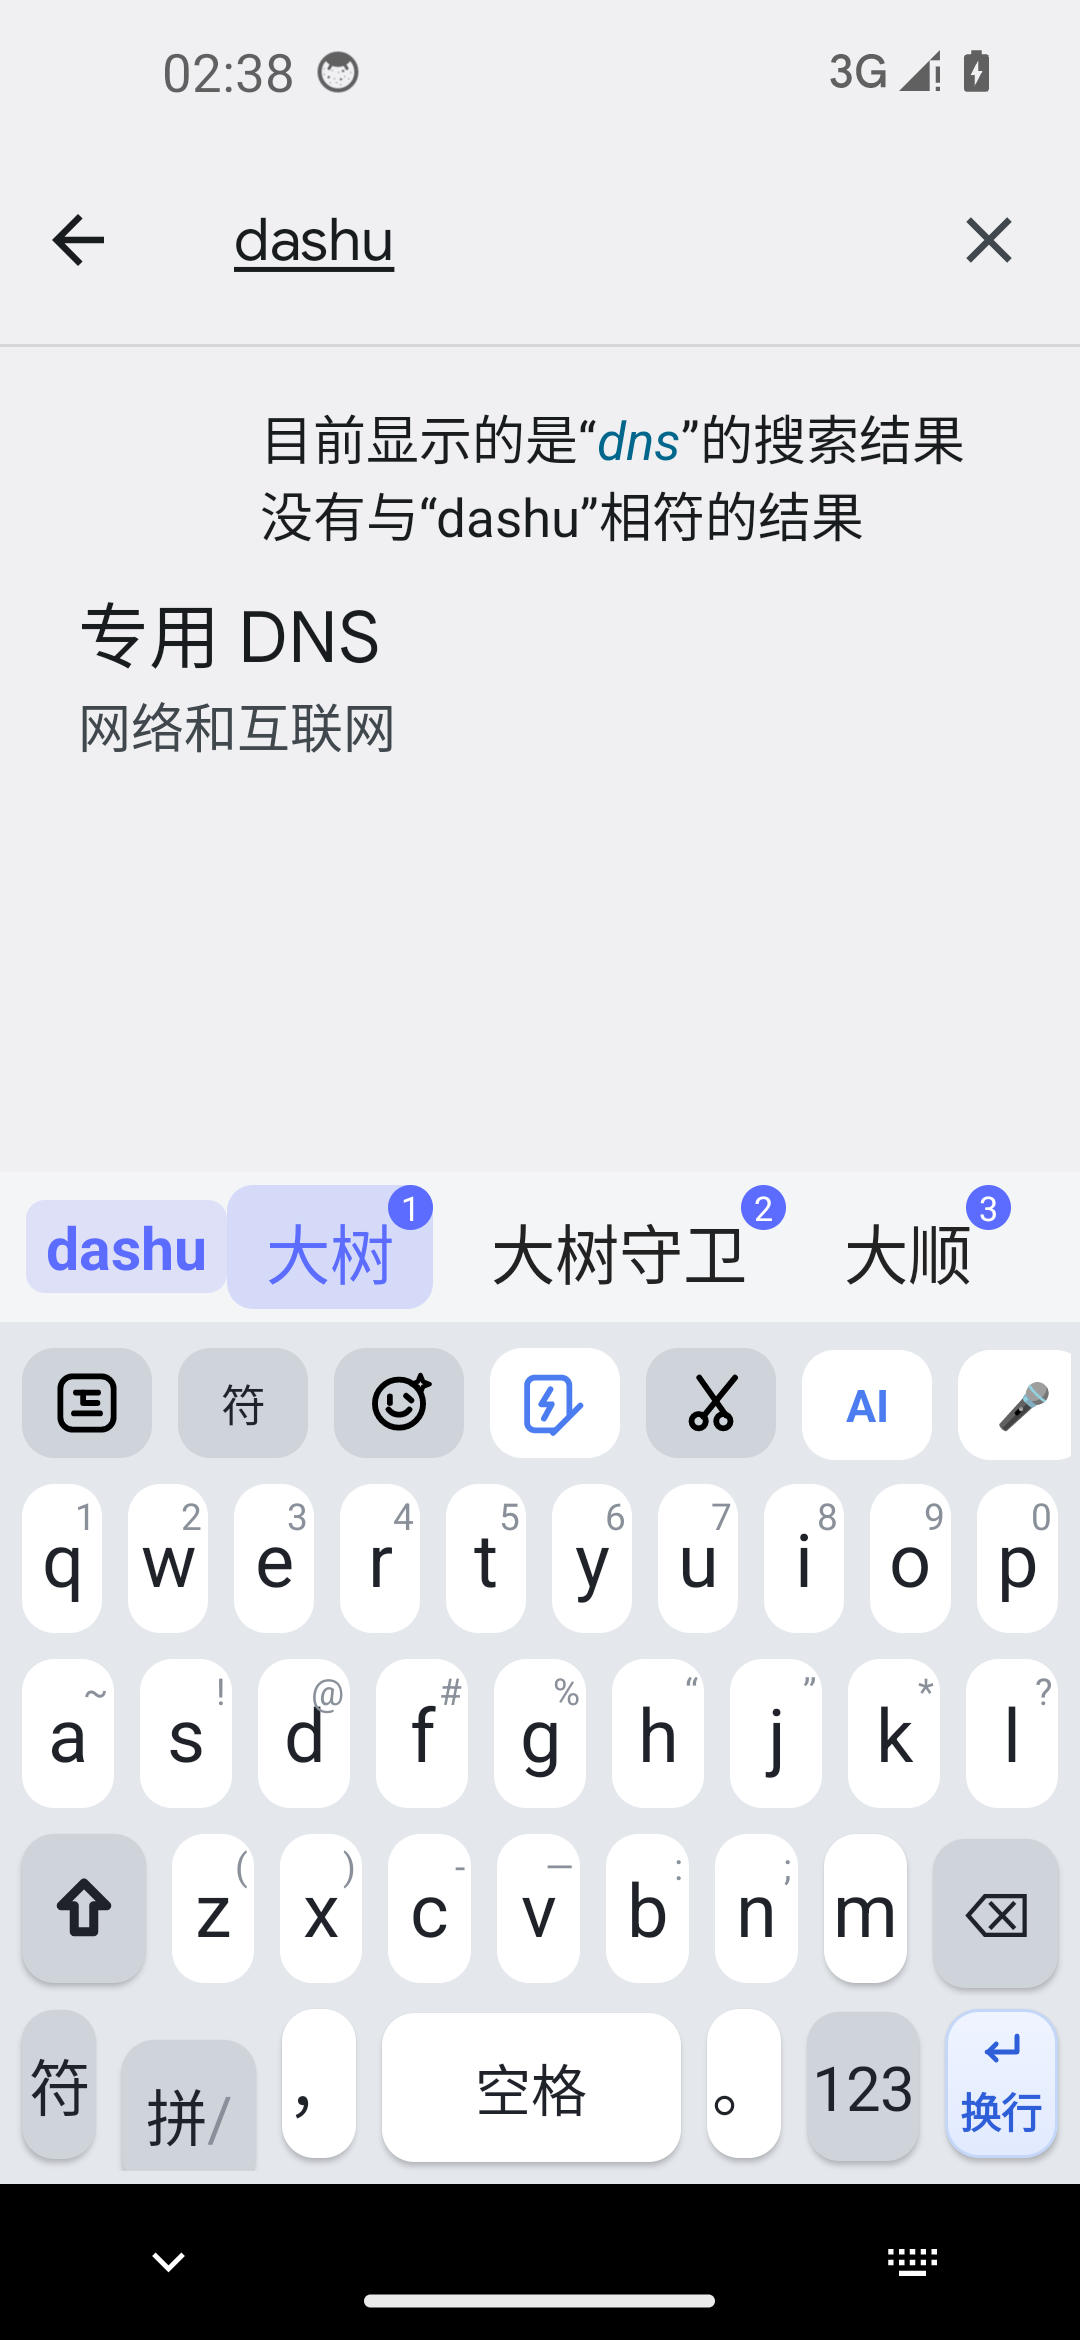 02:38
3G
dashu
目前显示的是“dns”的搜索结果
没有与“dashu”相符的结果
专用 DNS
网络和互联网
dashu 大树 1 大树守卫 2 大顺 3
符 AI
1 2 3 4 5 6 7 8 9 0
q w e r t y u i o p
~ ! @ # % “ ” * ?
a s d f g h j k l
( ) - — : ;
z x c v b n m
符 拼/ ， 空格 。 123 换行